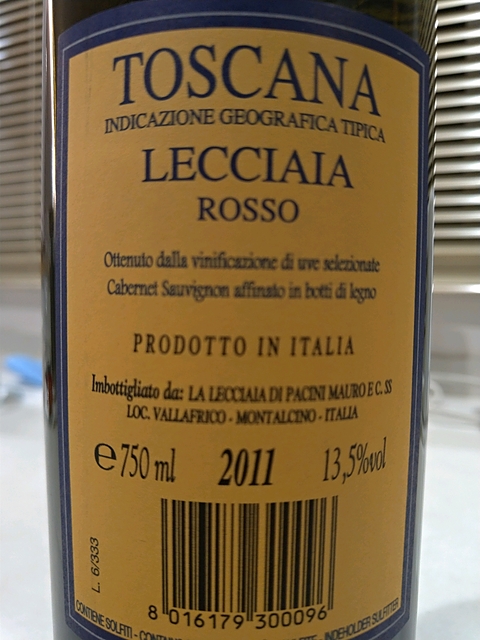 TOSCANA
INDICAZIONE GEOGRAFICA TIPICA
LECCIAIA
ROSSO
Ottenuto dalla vinificazione di uve selezionate
Cabernet Sauvignon affinato in botti di legno
PRODOTTO IN ITALIA
Imbottigliato da: LA LECCIAIA DI PACINI MAURO E C. SS
LOC. VALLAFRICO - MONTALCINO - ITALIA
e 750 ml 2011 13,5%vol
L. 6/333
8 016179 300096
CONTIENE SOLFITI - INDEHOLDER SULFITTER